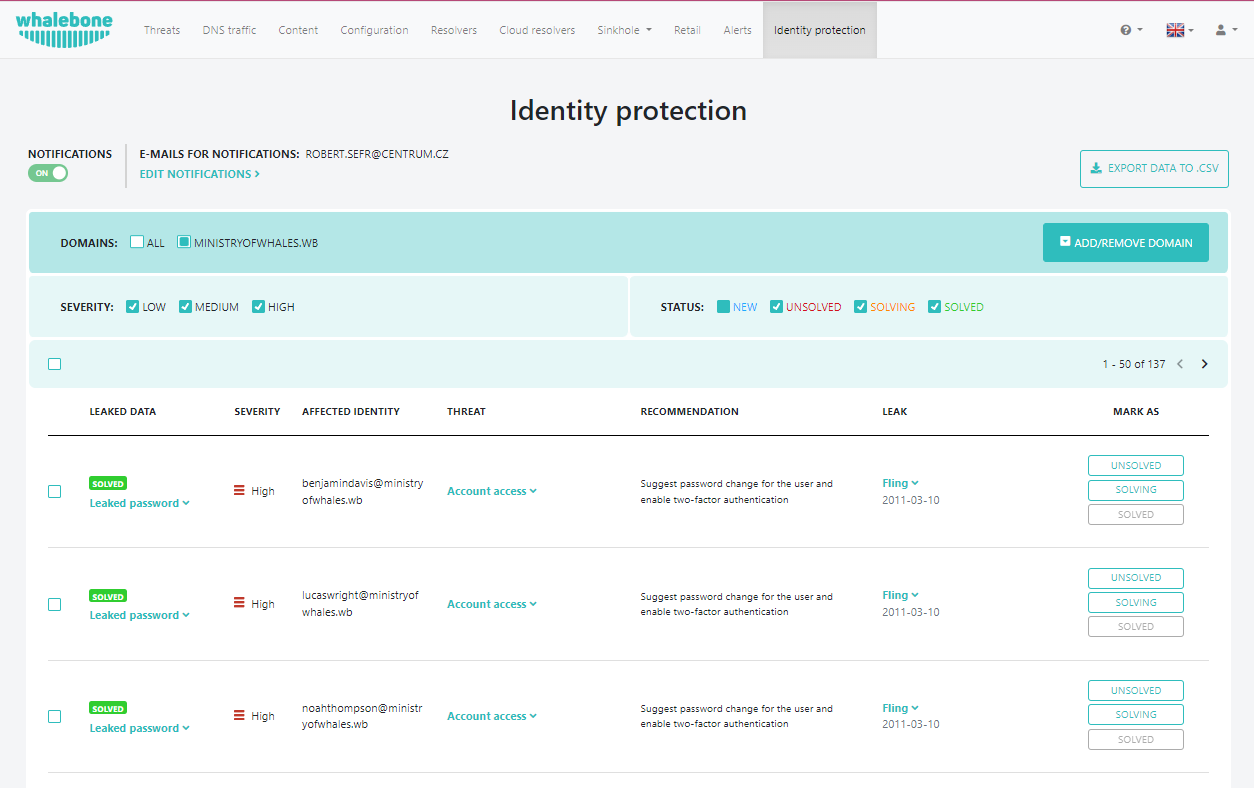 whalebone
Threats DNS traffic Content Configuration Resolvers Cloud resolvers Sinkhole Retail Alerts Identity protection
Identity protection
NOTIFICATIONS
ON
E-MAILS FOR NOTIFICATIONS: ROBERT.SEFR@CENTRUM.CZ
EDIT NOTIFICATIONS
EXPORT DATA TO .CSV
DOMAINS: ALL MINISTRYOFWHALES.WB
ADD/REMOVE DOMAIN
SEVERITY: LOW MEDIUM HIGH
STATUS: NEW UNSOLVED SOLVING SOLVED
1 - 50 of 137
LEAKED DATA SEVERITY AFFECTED IDENTITY THREAT RECOMMENDATION LEAK MARK AS
SOLVED
Leaked password
High
benjamindavis@ministry
ofwhales.wb
Account access
Suggest password change for the user and
enable two-factor authentication
Fling
2011-03-10
UNSOLVED
SOLVING
SOLVED
SOLVED
Leaked password
High
lucaswright@ministryof
whales.wb
Account access
Suggest password change for the user and
enable two-factor authentication
Fling
2011-03-10
UNSOLVED
SOLVING
SOLVED
SOLVED
Leaked password
High
noahthompson@ministr
yofwhales.wb
Account access
Suggest password change for the user and
enable two-factor authentication
Fling
2011-03-10
UNSOLVED
SOLVING
SOLVED